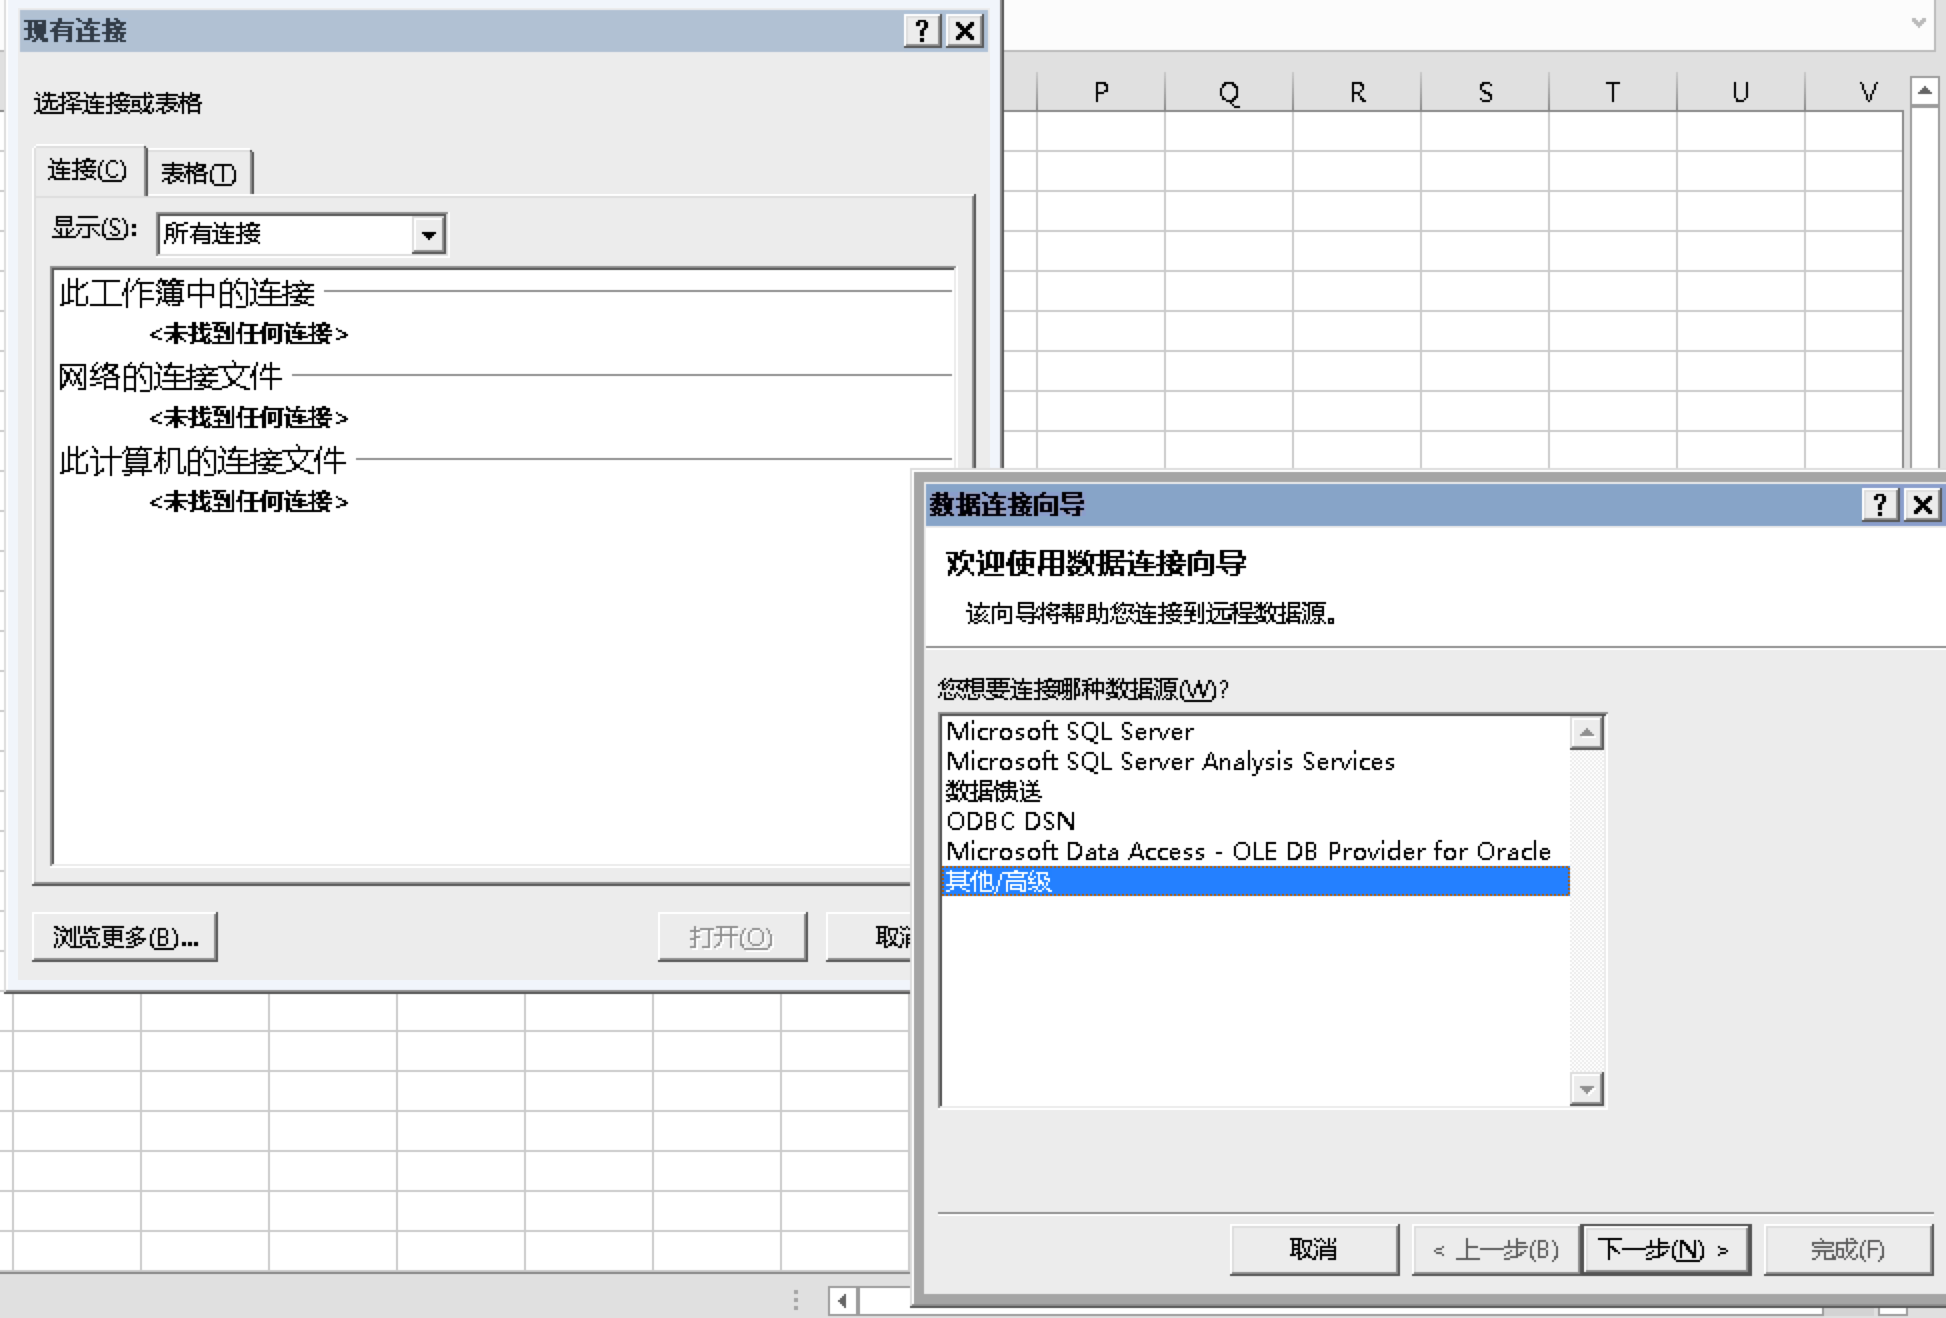 现有连接
选择连接或表格
连接(C)
表格(T)
显示(S):
所有连接
此工作簿中的连接
<未找到任何连接>
网络的连接文件
<未找到任何连接>
此计算机的连接文件
<未找到任何连接>
浏览更多(B)...
打开(O)
取
P Q R S T U V
数据连接向导
欢迎使用数据连接向导
该向导将帮助您连接到远程数据源。
您想要连接哪种数据源(W)?
Microsoft SQL Server
Microsoft SQL Server Analysis Services
数据馈送
ODBC DSN
Microsoft Data Access - OLE DB Provider for Oracle
其他/高级
取消
< 上一步(B)
下一步(N) >
完成(F)